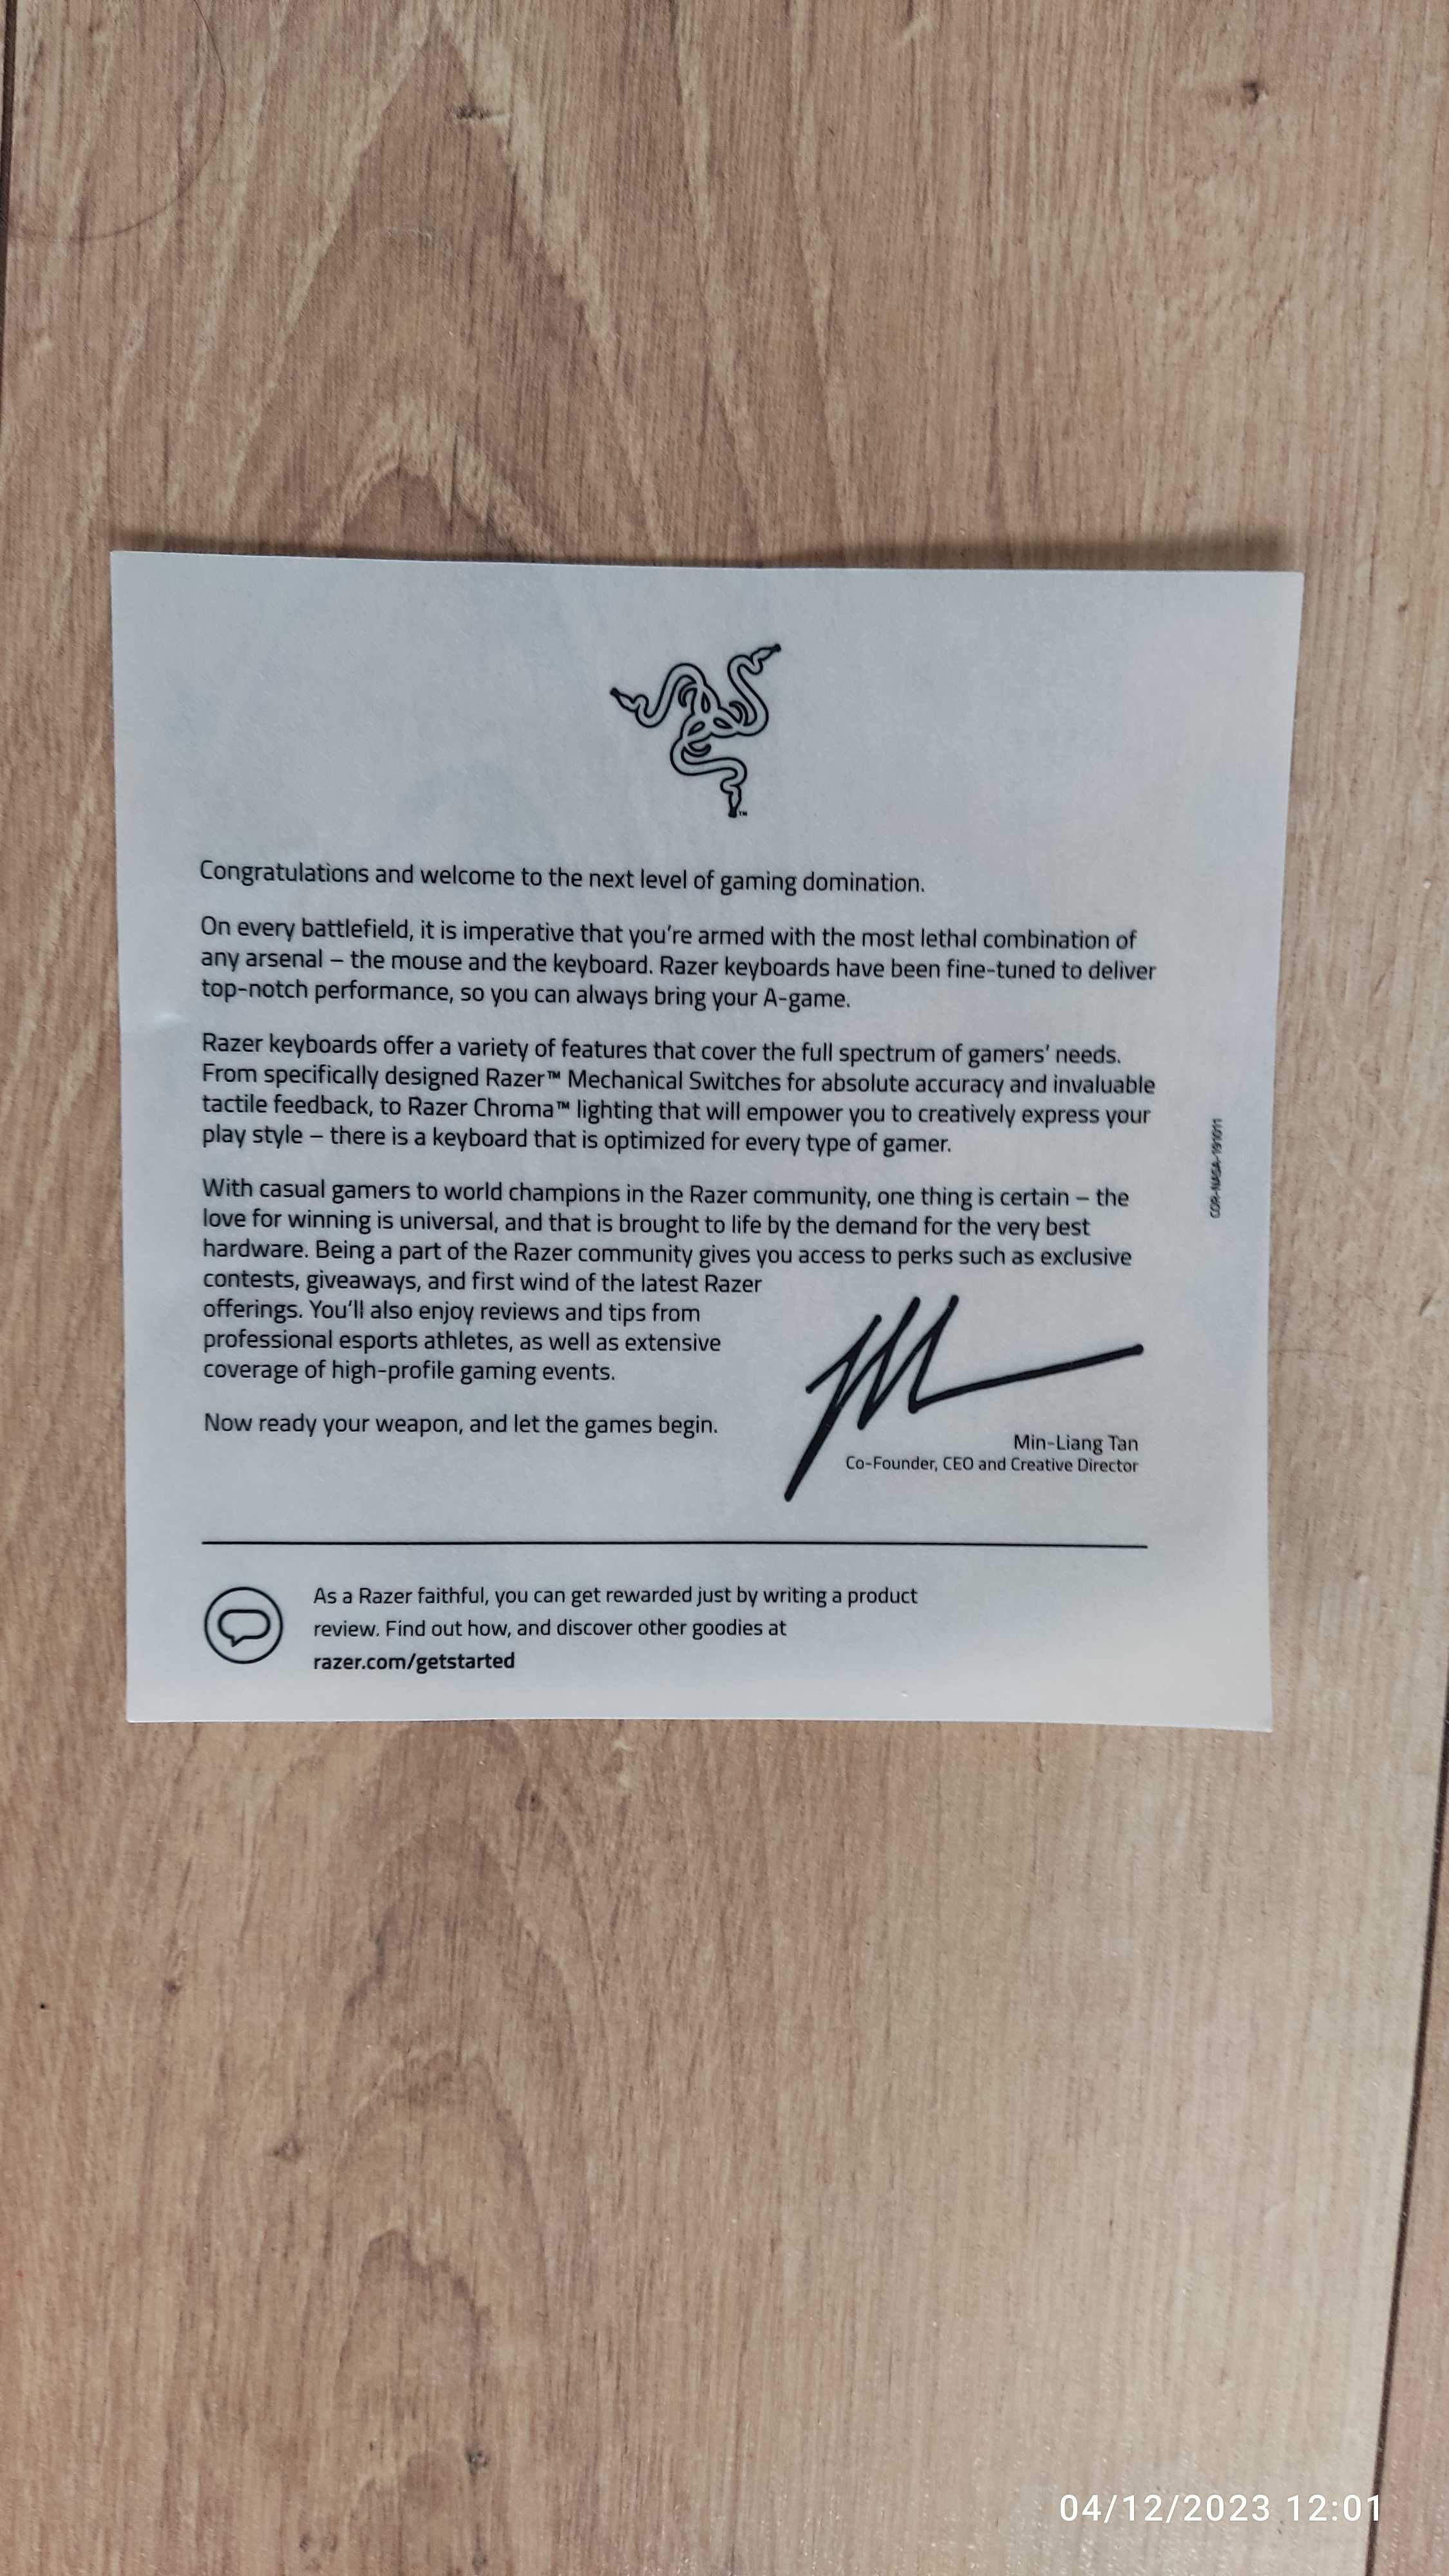 Congratulations and welcome to the next level of gaming domination.
On every battlefield, it is imperative that you're armed with the most lethal combination of
any arsenal – the mouse and the keyboard. Razer keyboards have been fine-tuned to deliver
top-notch performance, so you can always bring your A-game.
Razer keyboards offer a variety of features that cover the full spectrum of gamers' needs.
From specifically designed Razer™ Mechanical Switches for absolute accuracy and invaluable
tactile feedback, to Razer Chroma™ lighting that will empower you to creatively express your
play style – there is a keyboard that is optimized for every type of gamer.
With casual gamers to world champions in the Razer community, one thing is certain – the
love for winning is universal, and that is brought to life by the demand for the very best
hardware. Being a part of the Razer community gives you access to perks such as exclusive
contests, giveaways, and first wind of the latest Razer
offerings. You'll also enjoy reviews and tips from
professional esports athletes, as well as extensive
coverage of high-profile gaming events.
Now ready your weapon, and let the games begin.
Min-Liang Tan
Co-Founder, CEO and Creative Director
As a Razer faithful, you can get rewarded just by writing a product
review. Find out how, and discover other goodies at
razer.com/getstarted
04/12/2023 12:01